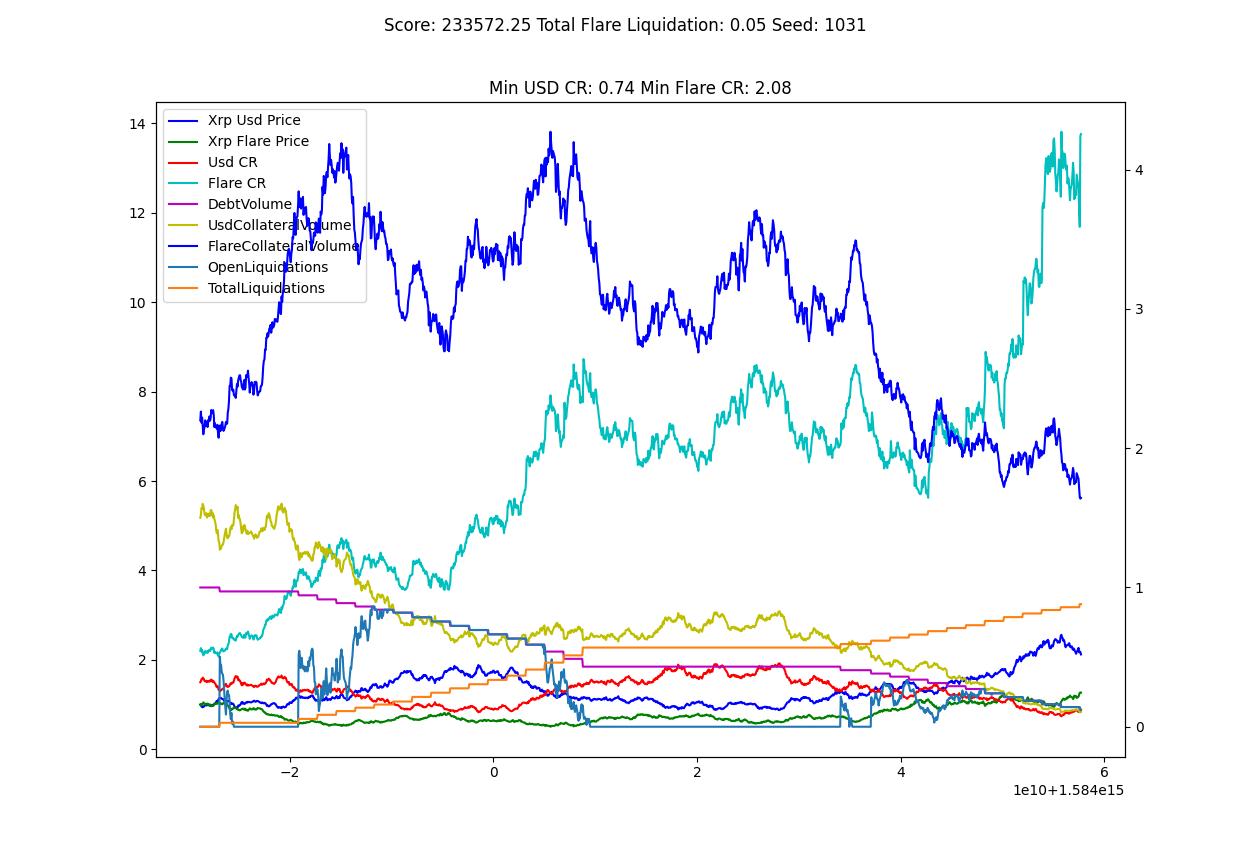 Score: 233572.25 Total Flare Liquidation: 0.05 Seed: 1031
Min USD CR: 0.74 Min Flare CR: 2.08
Xrp Usd Price
Xrp Flare Price
Usd CR
Flare CR
DebtVolume
UsdCollateralVolume
FlareCollateralVolume
OpenLiquidations
TotalLiquidations
14
12
10
8
6
4
2
0
4
3
2
1
0
−2
0
2
4
6
1e10+1.584e15